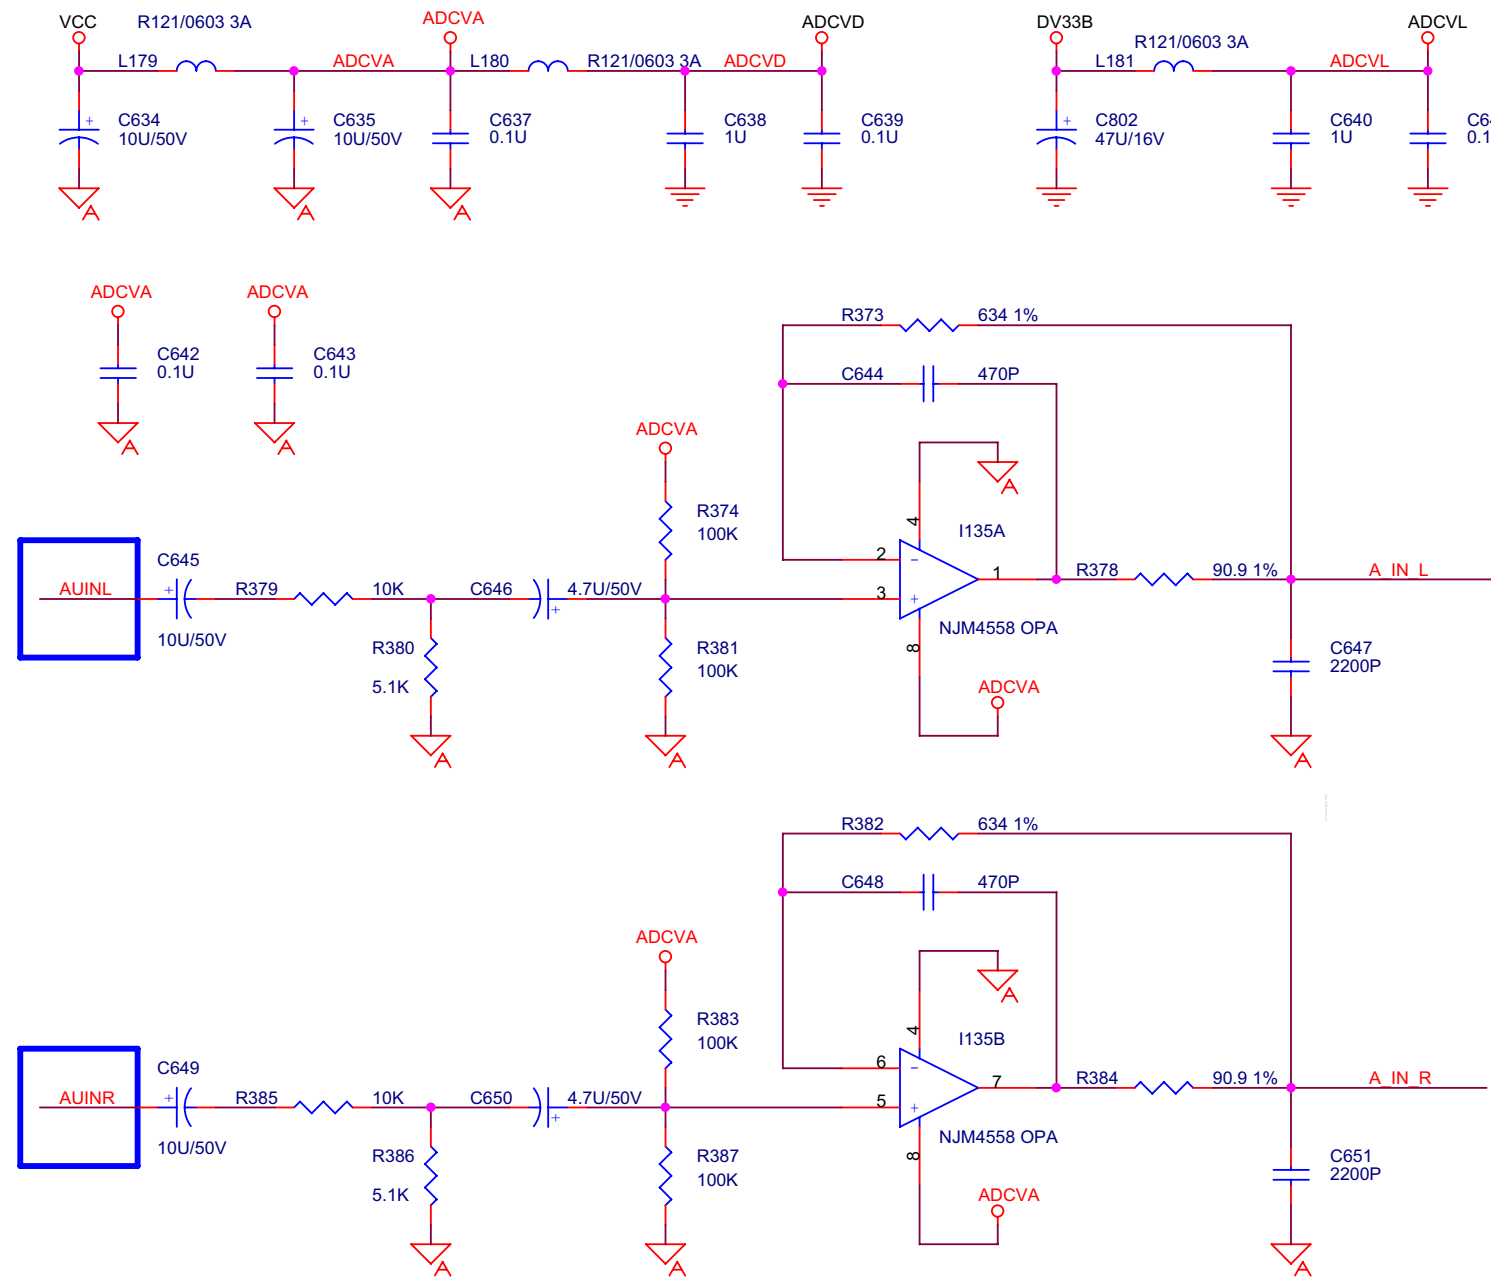 VCC R121/0603 3A ADCVA ADCVD DV33B ADCVL
R121/0603 3A
L179 ADCVA L180 R121/0603 3A ADCVD L181 ADCVL
+ C634 + C635 C637 C638 C639 + C802 C640
10U/50V 10U/50V 0.1U 1U 0.1U 47U/16V 1U
A A A
ADCVA ADCVA
R373 634 1%
C642 C643
0.1U 0.1U
C644 470P
ADCVA
A A
A
R374
100K
4 I135A
C645
2 -
AUINL + R379 10K C646 4.7U/50V 1 R378 90.9 1% A_IN_L
+ 3 +
10U/50V NJM4558 OPA
R380 R381 8 C647
5.1K 100K 2200P
ADCVA
A A A
R382 634 1%
C648 470P
ADCVA
A
R383
100K
4 I135B
C649
6 -
AUINR + R385 10K C650 4.7U/50V 7 R384 90.9 1% A_IN_R
+ 5 +
10U/50V NJM4558 OPA
R386 R387 8 C651
5.1K 100K 2200P
ADCVA
A A A